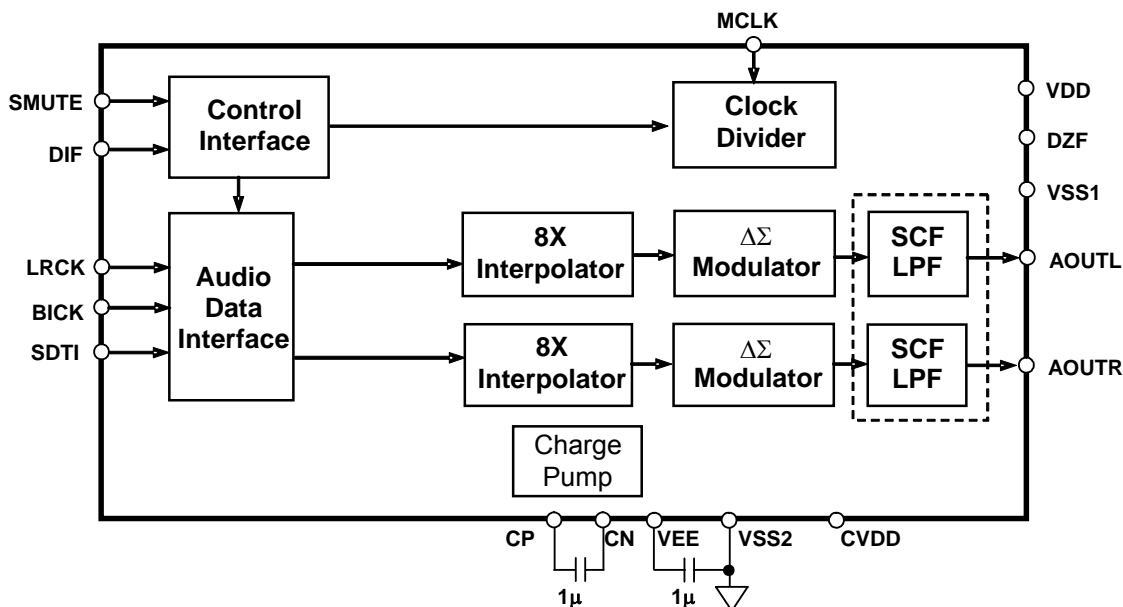 MCLK
SMUTE
DIF
Control
Interface
Clock
Divider
VDD
DZF
VSS1
LRCK
BICK
SDTI
Audio
Data
Interface
8X
Interpolator
ΔΣ
Modulator
SCF
LPF
AOUTL
8X
Interpolator
ΔΣ
Modulator
SCF
LPF
AOUTR
Charge
Pump
CP
CN
VEE
VSS2
CVDD
1μ
1μ